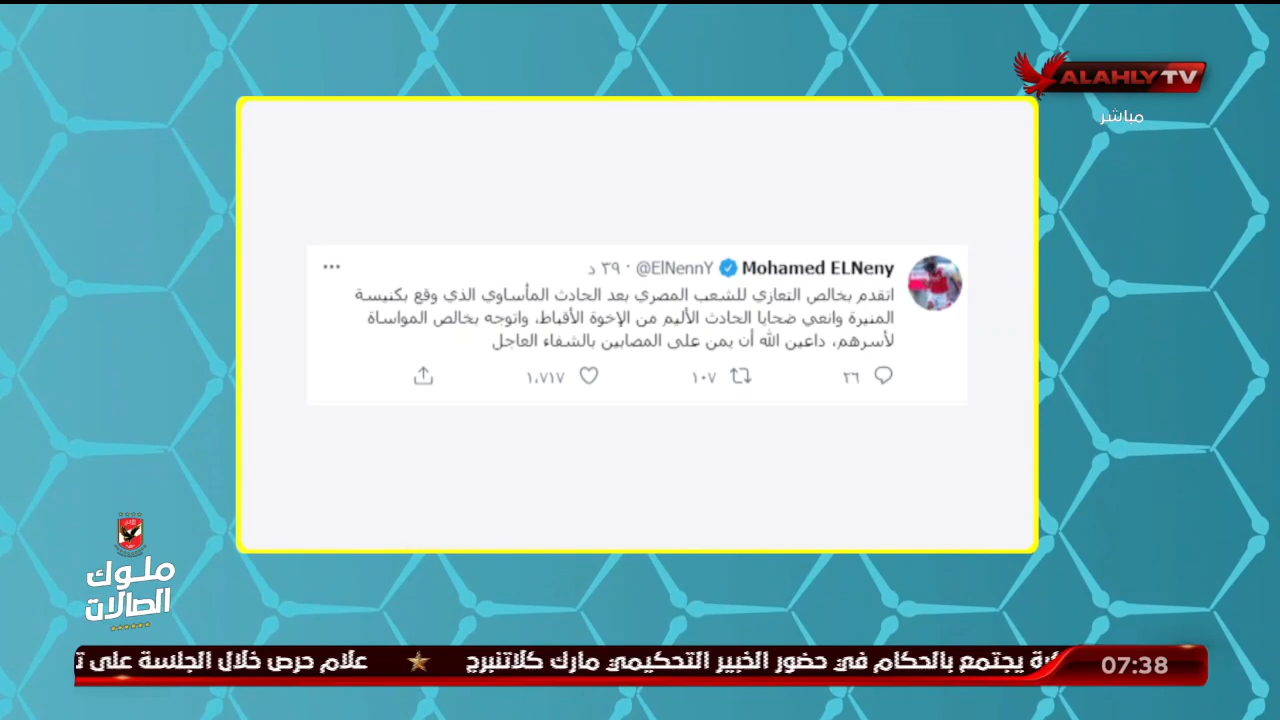 ALAHLY TV
مباشر
Mohamed ELNeny @ElNennY · ٣٩ د
اتقدم بخالص التعازي للشعب المصري بعد الحادث المأساوي الذي وقع بكنيسة
المنيرة وانعي ضحايا الحادث الأليم من الإخوة الأقباط، واتوجه بخالص المواساة
لأسرهم، داعين الله أن يمن على المصابين بالشفاء العاجل
٢٦ ١٠٧ ١،٧١٧
ملوك
الصالات
07:38 يجتمع بالحكام في حضور الخبير التحكيمي مارك كلاتنبرج علام حرص خلال الجلسة على